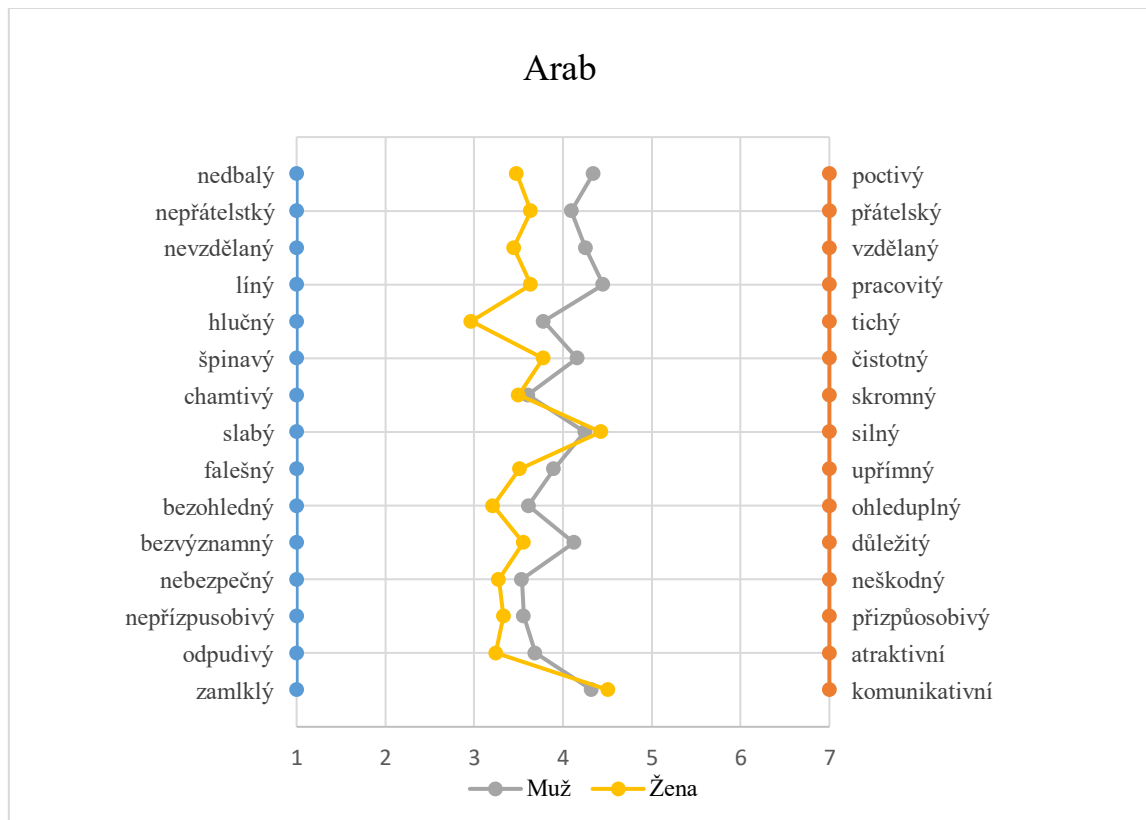 Arab
nedbalý poctivý
nepřátelstký přátelský
nevzdělaný vzdělaný
líný pracovitý
hlučný tichý
špinavý čistotný
chamtivý skromný
slabý silný
falešný upřímný
bezohledný ohleduplný
bezvýznamný důležitý
nebezpečný neškodný
nepřízpusobivý přizpůosobivý
odpudivý atraktivní
zamlklý komunikativní
1 2 3 4 5 6 7
Muž Žena